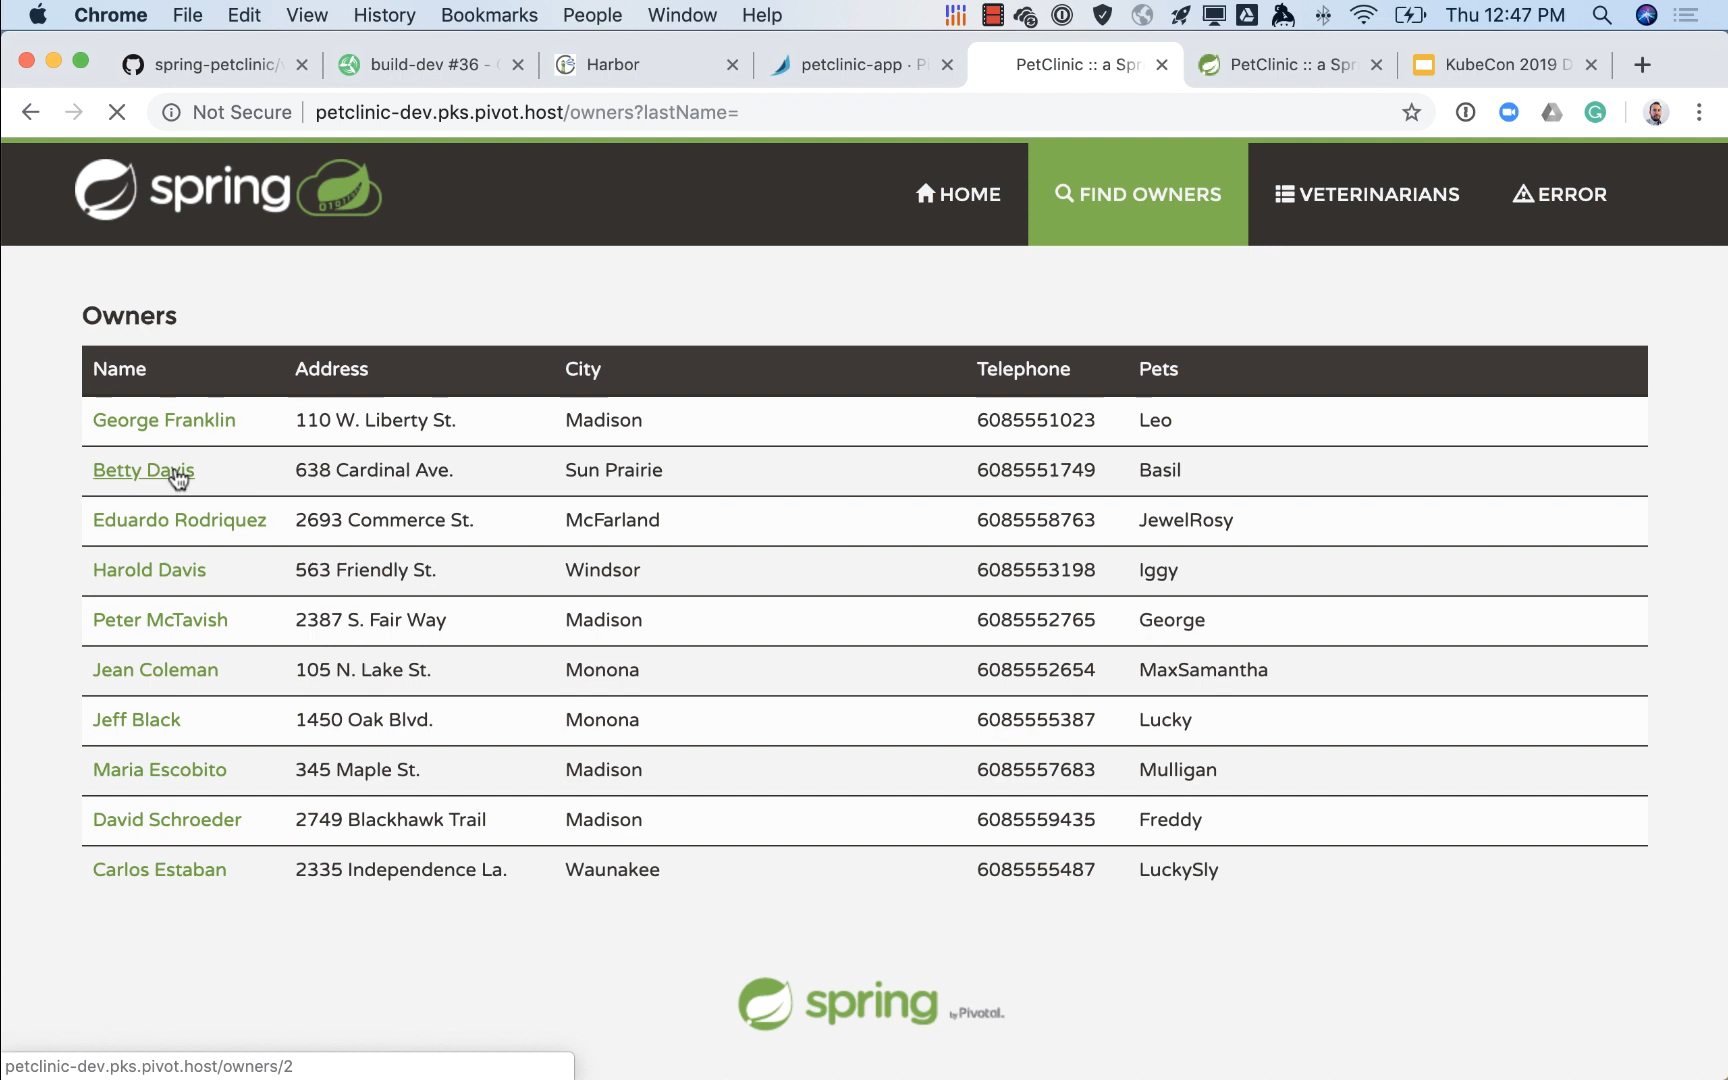 Chrome File Edit View History Bookmarks People Window Help Thu 12:47 PM
spring-petclinic/ build-dev #36 - Harbor petclinic-app · PetClinic :: a Spr PetClinic :: a Spr KubeCon 2019 D
Not Secure petclinic-dev.pks.pivot.host/owners?lastName=
spring HOME FIND OWNERS VETERINARIANS ERROR
Owners
Name Address City Telephone Pets
George Franklin 110 W. Liberty St. Madison 6085551023 Leo
Betty Davis 638 Cardinal Ave. Sun Prairie 6085551749 Basil
Eduardo Rodriquez 2693 Commerce St. McFarland 6085558763 JewelRosy
Harold Davis 563 Friendly St. Windsor 6085553198 Iggy
Peter McTavish 2387 S. Fair Way Madison 6085552765 George
Jean Coleman 105 N. Lake St. Monona 6085552654 MaxSamantha
Jeff Black 1450 Oak Blvd. Monona 6085555387 Lucky
Maria Escobito 345 Maple St. Madison 6085557683 Mulligan
David Schroeder 2749 Blackhawk Trail Madison 6085559435 Freddy
Carlos Estaban 2335 Independence La. Waunakee 6085555487 LuckySly
spring by Pivotal.
petclinic-dev.pks.pivot.host/owners/2